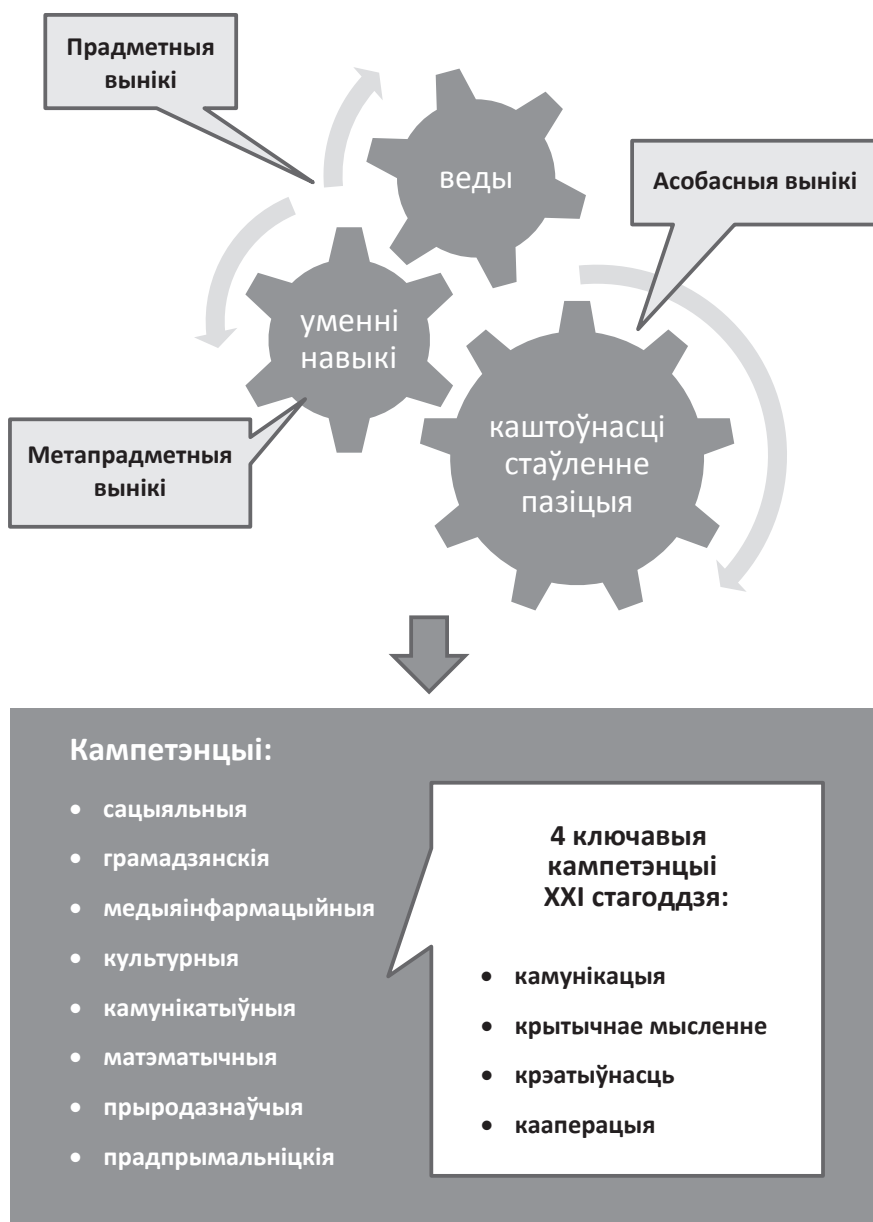 Прадметныя
вынікі
веды
Асобасныя вынікі
уменні
навыкі
каштоўнасці
стаўленне
пазіцыя
Метапрадметныя
вынікі
Кампетэнцыі:
• сацыяльныя
• грамадзянскія
• медыяінфармацыйныя
• культурныя
• камунікатыўныя
• матэматычныя
• прыродазнаўчыя
• прадпрымальніцкія
4 ключавыя
кампетэнцыі
XXI стагоддзя:
• камунікацыя
• крытычнае мысленне
• крэатыўнасць
• кааперацыя